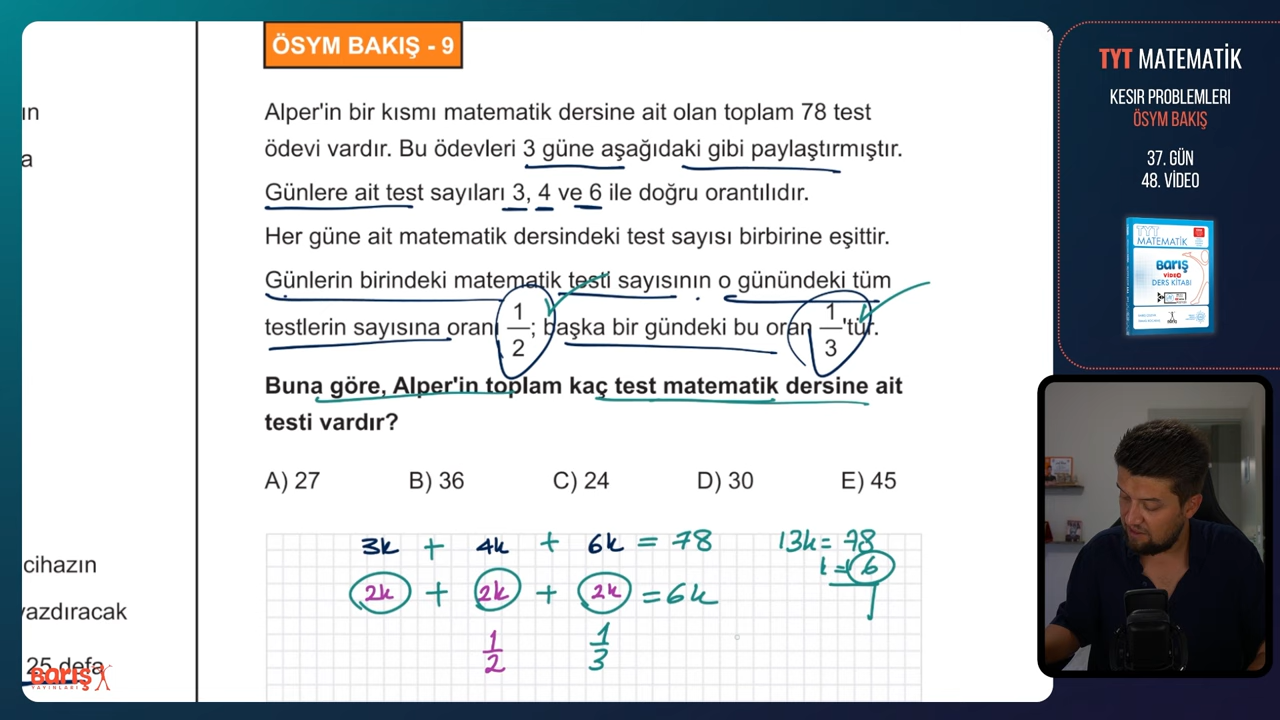 ÖSYM BAKIŞ - 9
ın
a
Alper'in bir kısmı matematik dersine ait olan toplam 78 test
ödevi vardır. Bu ödevleri 3 güne aşağıdaki gibi paylaştırmıştır.
Günlere ait test sayıları 3, 4 ve 6 ile doğru orantılıdır.
Her güne ait matematik dersindeki test sayısı birbirine eşittir.
Günlerin birindeki matematik testi sayısının o günündeki tüm
testlerin sayısına oranı 1/2; başka bir gündeki bu oran 1/3'tür.
Buna göre, Alper'in toplam kaç test matematik dersine ait
testi vardır?
A) 27 B) 36 C) 24 D) 30 E) 45
3k + 4k + 6k = 78 13k = 78
k = 6
2k + 2k + 2k = 6k
1/2 1/3
cihazın
yazdıracak
25 defa
BARIŞ
YAYINLARI
TYT MATEMATİK
KESIR PROBLEMLERI
ÖSYM BAKIŞ
37. GÜN
48. VİDEO
TYT
MATEMATİK
BARIŞ
VİDEO
DERS KİTABI